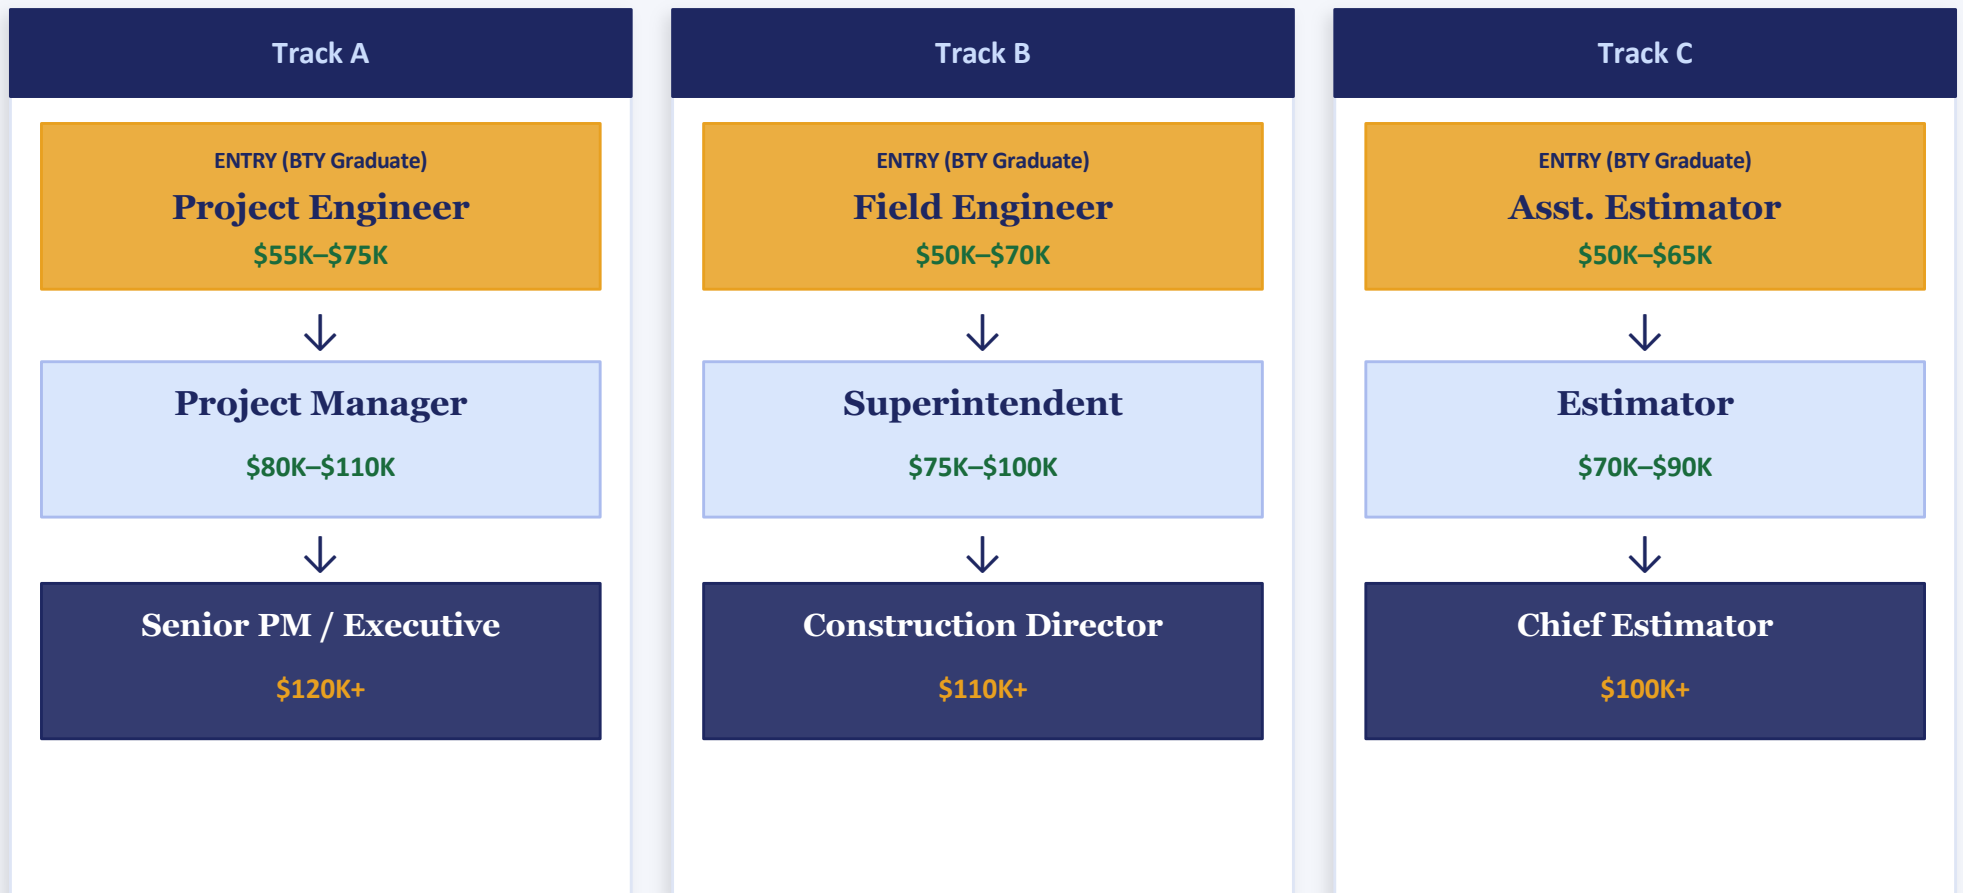 Track A
ENTRY (BTY Graduate)
Project Engineer
$55K–$75K
↓
Project Manager
$80K–$110K
↓
Senior PM / Executive
$120K+
Track B
ENTRY (BTY Graduate)
Field Engineer
$50K–$70K
↓
Superintendent
$75K–$100K
↓
Construction Director
$110K+
Track C
ENTRY (BTY Graduate)
Asst. Estimator
$50K–$65K
↓
Estimator
$70K–$90K
↓
Chief Estimator
$100K+